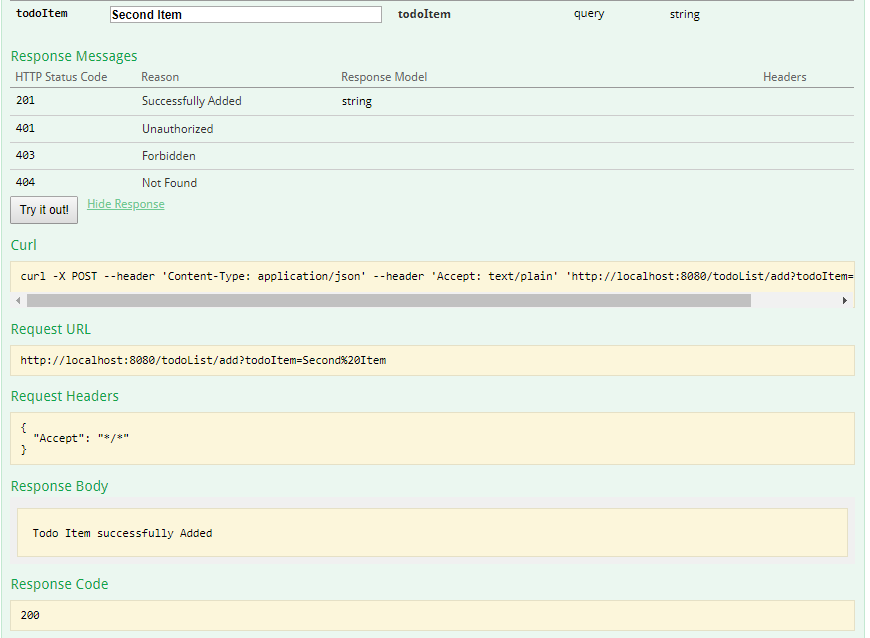 todoItem Second Item todoItem query string
Response Messages
HTTP Status Code Reason Response Model Headers
201 Successfully Added string
401 Unauthorized
403 Forbidden
404 Not Found
Try it out! Hide Response
Curl
curl -X POST --header 'Content-Type: application/json' --header 'Accept: text/plain' 'http://localhost:8080/todoList/add?todoItem=
Request URL
http://localhost:8080/todoList/add?todoItem=Second%20Item
Request Headers
{
"Accept": "*/*"
}
Response Body
Todo Item successfully Added
Response Code
200